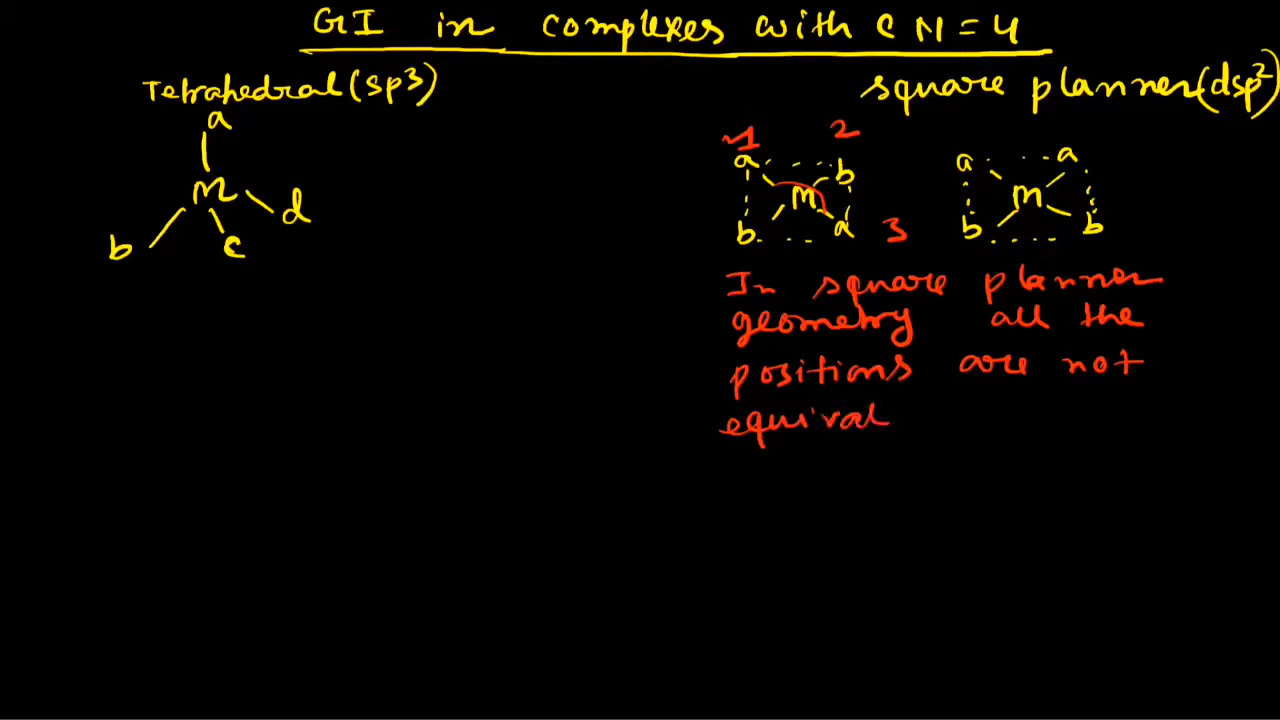 GI in complexes with CN=4
Tetrahedral (sp3)
a
M
b
c
d
square planner (dsp²)
1 2
a b
M
b a 3
a a
M
b b
In square planner
geometry all the
positions are not
equival